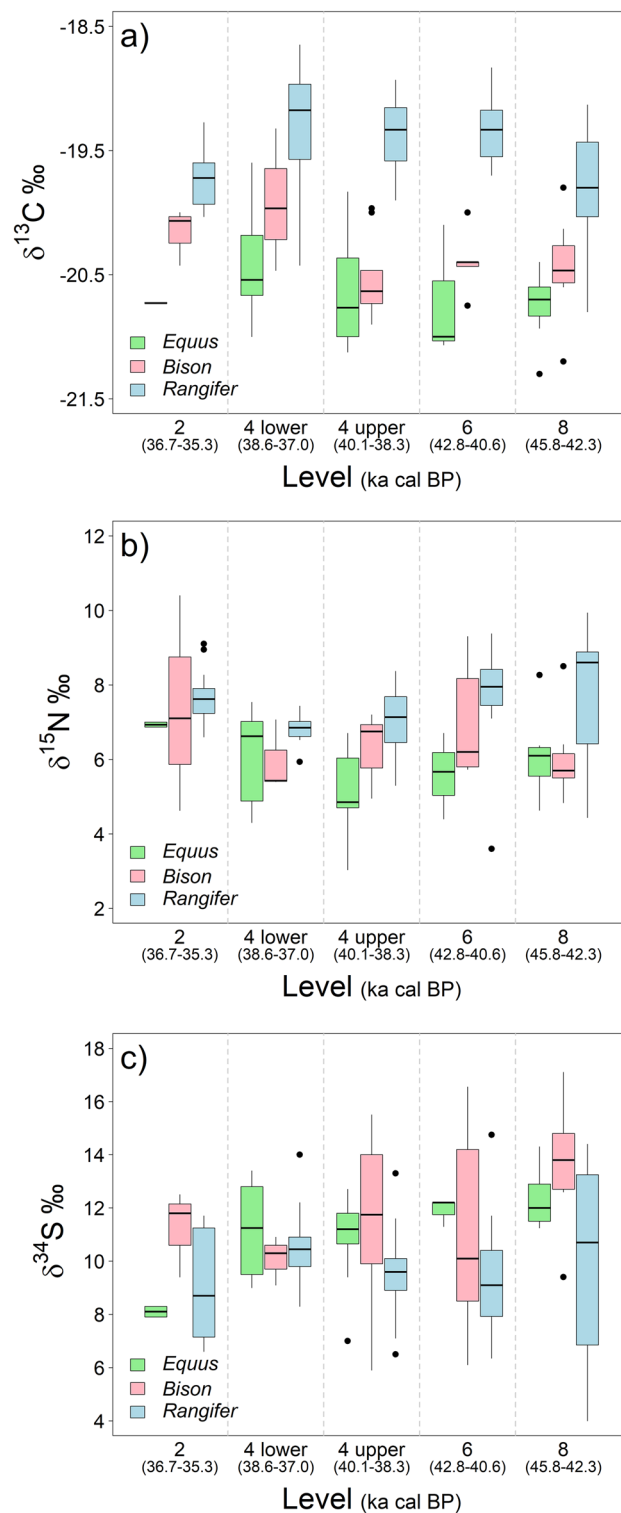 a)
-18.5
-19.5
-20.5
-21.5
δ13C ‰
Equus
Bison
Rangifer
2 4 lower 4 upper 6 8
(36.7-35.3) (38.6-37.0) (40.1-38.3) (42.8-40.6) (45.8-42.3)
Level (ka cal BP)
b)
12
10
8
6
4
2
δ15N ‰
Equus
Bison
Rangifer
2 4 lower 4 upper 6 8
(36.7-35.3) (38.6-37.0) (40.1-38.3) (42.8-40.6) (45.8-42.3)
Level (ka cal BP)
c)
18
16
14
12
10
8
6
4
δ34S ‰
Equus
Bison
Rangifer
2 4 lower 4 upper 6 8
(36.7-35.3) (38.6-37.0) (40.1-38.3) (42.8-40.6) (45.8-42.3)
Level (ka cal BP)